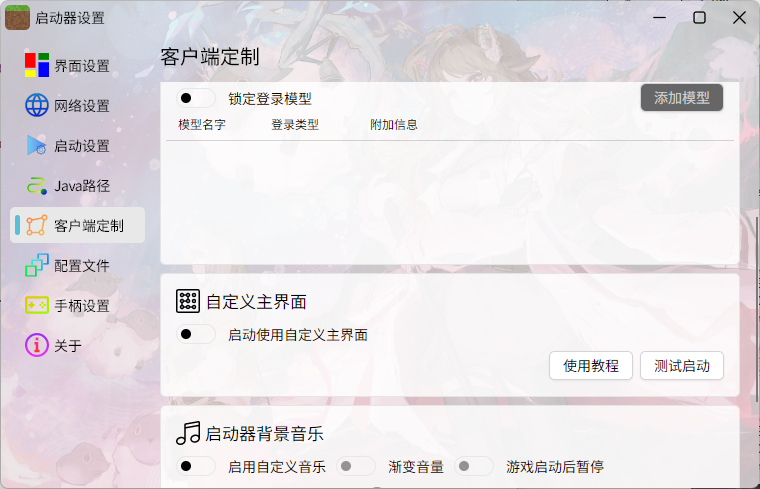 启动器设置
界面设置
网络设置
启动设置
Java路径
客户端定制
配置文件
手柄设置
关于
客户端定制
锁定登录模型
添加模型
模型名字 登录类型 附加信息
自定义主界面
启动使用自定义主界面
使用教程 测试启动
启动器背景音乐
启用自定义音乐 渐变音量 游戏启动后暂停